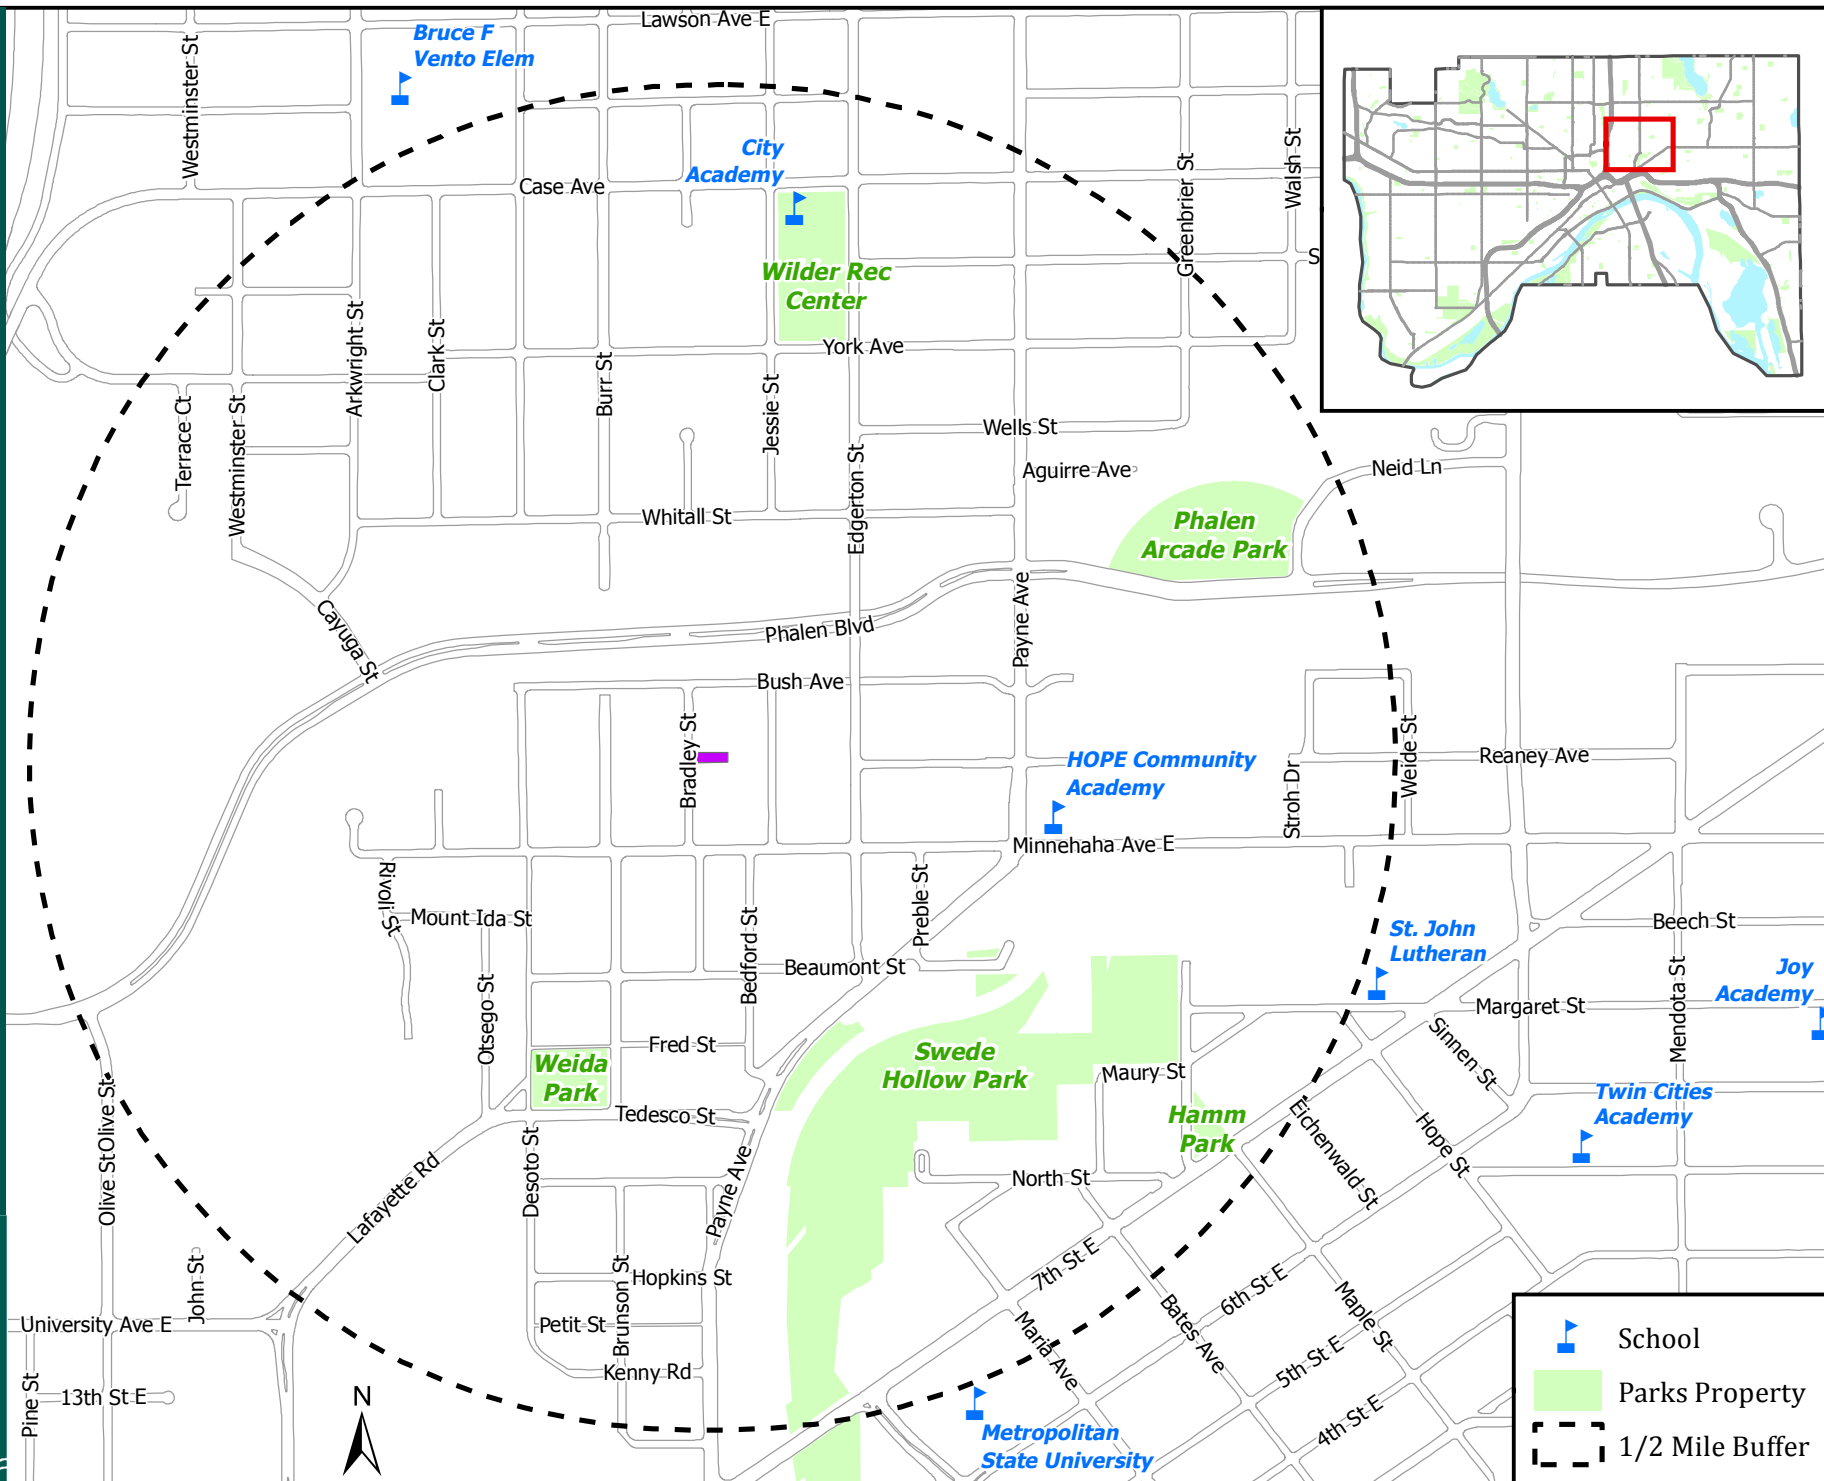 Lawson Ave E
Bruce F
Vento Elem
Westminster St
City
Academy
Case Ave
Walsh St
Greenbrier St
S
Wilder Rec
Center
York Ave
Arkwright St
Clark St
Burr St
Jessie St
Terrace Ct
Westminster St
Wells St
Edgerton St
Aguirre Ave
Neid Ln
Whitall St
Phalen
Arcade Park
Cayuga St
Payne Ave
Phalen Blvd
Bush Ave
Bradley St
HOPE Community
Academy
Stroh Dr
Weide St
Reaney Ave
Minnehaha Ave E
Rivoli St
Mount Ida St
Preble St
Bedford St
Beaumont St
Otsego St
St. John
Lutheran
Beech St
Mendota St
Joy
Academy
Margaret St
Sinnen St
Fred St
Weida
Park
Swede
Hollow Park
Maury St
Hamm
Park
Twin Cities
Academy
Tedesco St
Olive St
Olive St
Desoto St
Payne Ave
Lafayette Rd
North St
Eichenwald St
Hope St
John St
Brunson St
Hopkins St
7th St E
6th St E
Maple St
University Ave E
Petit St
Maria Ave
Bates Ave
5th St E
Kenny Rd
13th St E
Pine St
4th St E
N
Metropolitan
State University
School
Parks Property
1/2 Mile Buffer